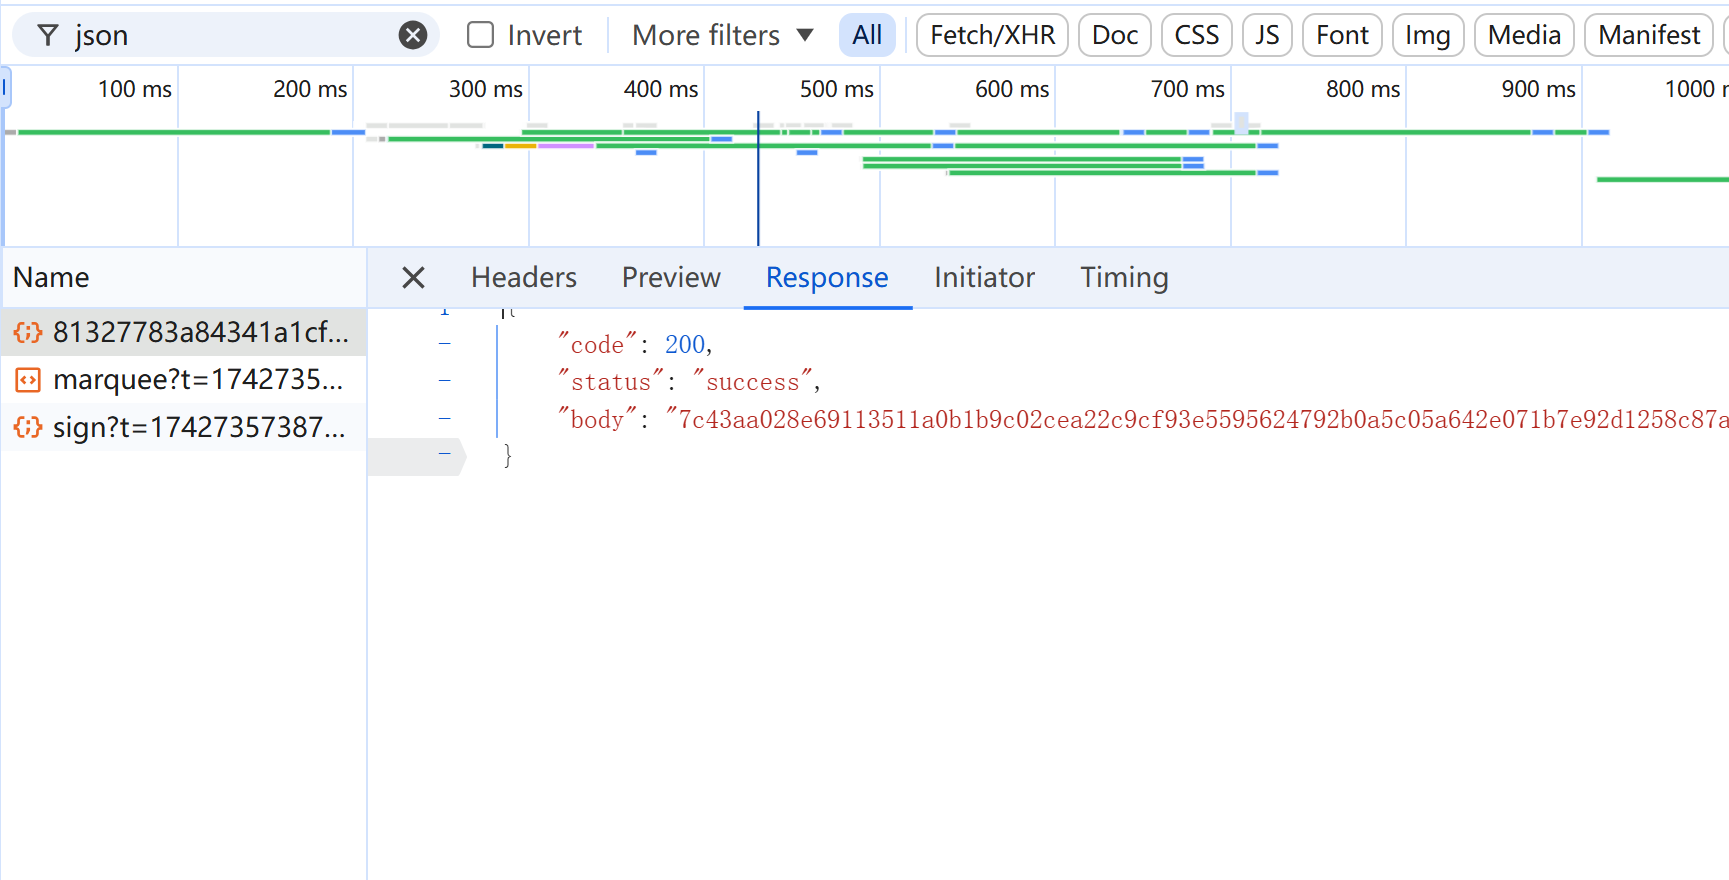 json Invert More filters All Fetch/XHR Doc CSS JS Font Img Media Manifest
100 ms 200 ms 300 ms 400 ms 500 ms 600 ms 700 ms 800 ms 900 ms 1000
Name Headers Preview Response Initiator Timing
81327783a84341a1cf...
marquee?t=1742735...
sign?t=17427357387...
1 {
– "code": 200,
– "status": "success",
– "body": "7c43aa028e69113511a0b1b9c02cea22c9cf93e5595624792b0a5c05a642e071b7e92d1258c87a
– }